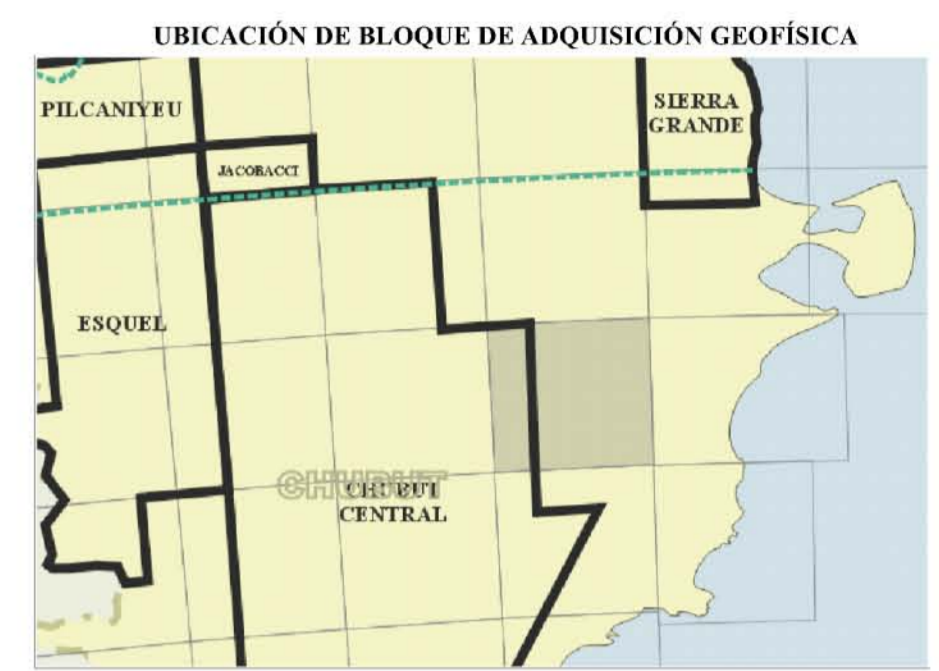 UBICACIÓN DE BLOQUE DE ADQUISICIÓN GEOFÍSICA
PILCANIYEU
SIERRA
GRANDE
JACOBACCI
ESQUEL
CHUBUT
CHUBUT
CENTRAL